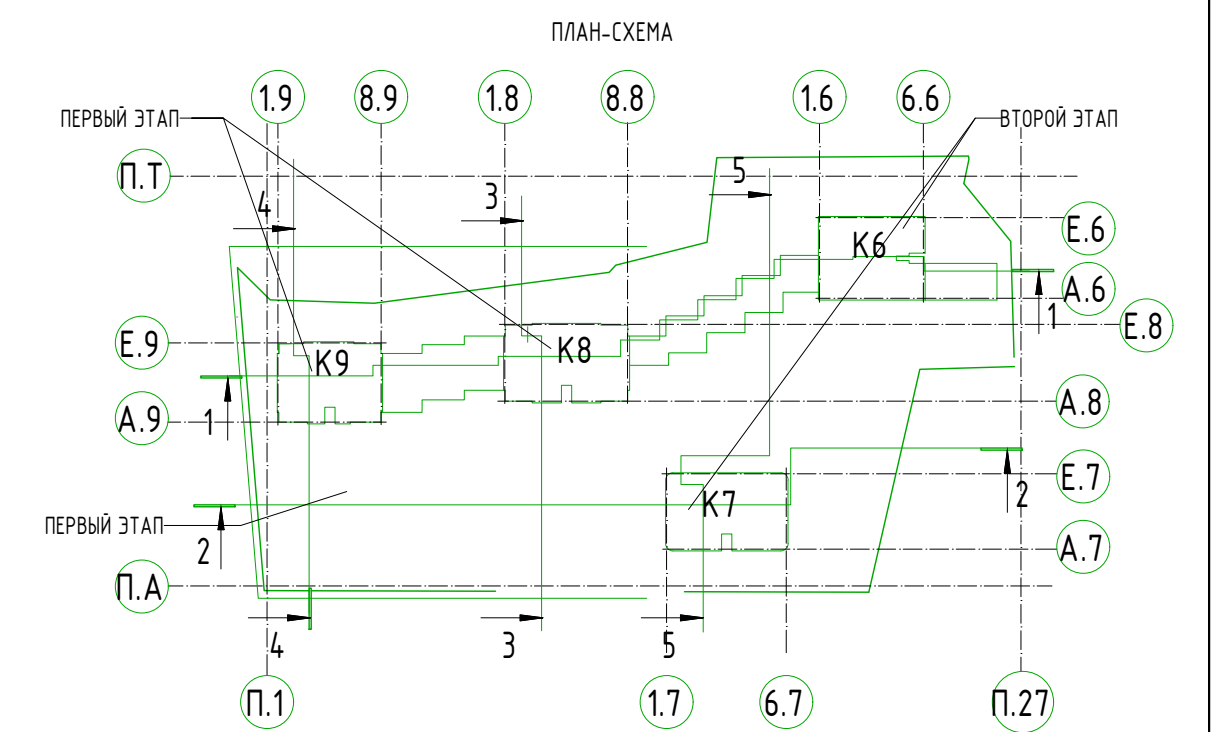 ПЛАН-СХЕМА
1.9 8.9 1.8 8.8 1.6 6.6
ПЕРВЫЙ ЭТАП
ВТОРОЙ ЭТАП
П.Т
5
4
3
Е.6
К6
А.6
1
Е.8
Е.9
К9
К8
А.9
1
А.8
Е.7
К7
2
ПЕРВЫЙ ЭТАП
2
А.7
П.А
4
3
5
П.1
1.7
6.7
П.27